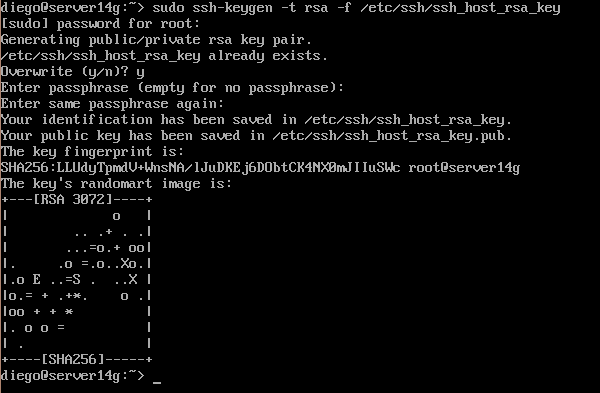 diego@server14g:~> sudo ssh-keygen -t rsa -f /etc/ssh/ssh_host_rsa_key
[sudo] password for root:
Generating public/private rsa key pair.
/etc/ssh/ssh_host_rsa_key already exists.
Overwrite (y/n)? y
Enter passphrase (empty for no passphrase):
Enter same passphrase again:
Your identification has been saved in /etc/ssh/ssh_host_rsa_key.
Your public key has been saved in /etc/ssh/ssh_host_rsa_key.pub.
The key fingerprint is:
SHA256:LLUdyTpmdV+WnsNA/lJuDKEj6DObtCK4NX0mJIIuSWc root@server14g
The key's randomart image is:
+---[RSA 3072]----+
|              o   |
|         .. .+ . .|
|        ...=o.+ oo|
|.      .o =.o..Xo.|
|.o E ..=S .  ..X |
|o.= + .+*.    o .|
|oo + + *         |
|. o o =          |
| .               |
+----[SHA256]-----+
diego@server14g:~> _